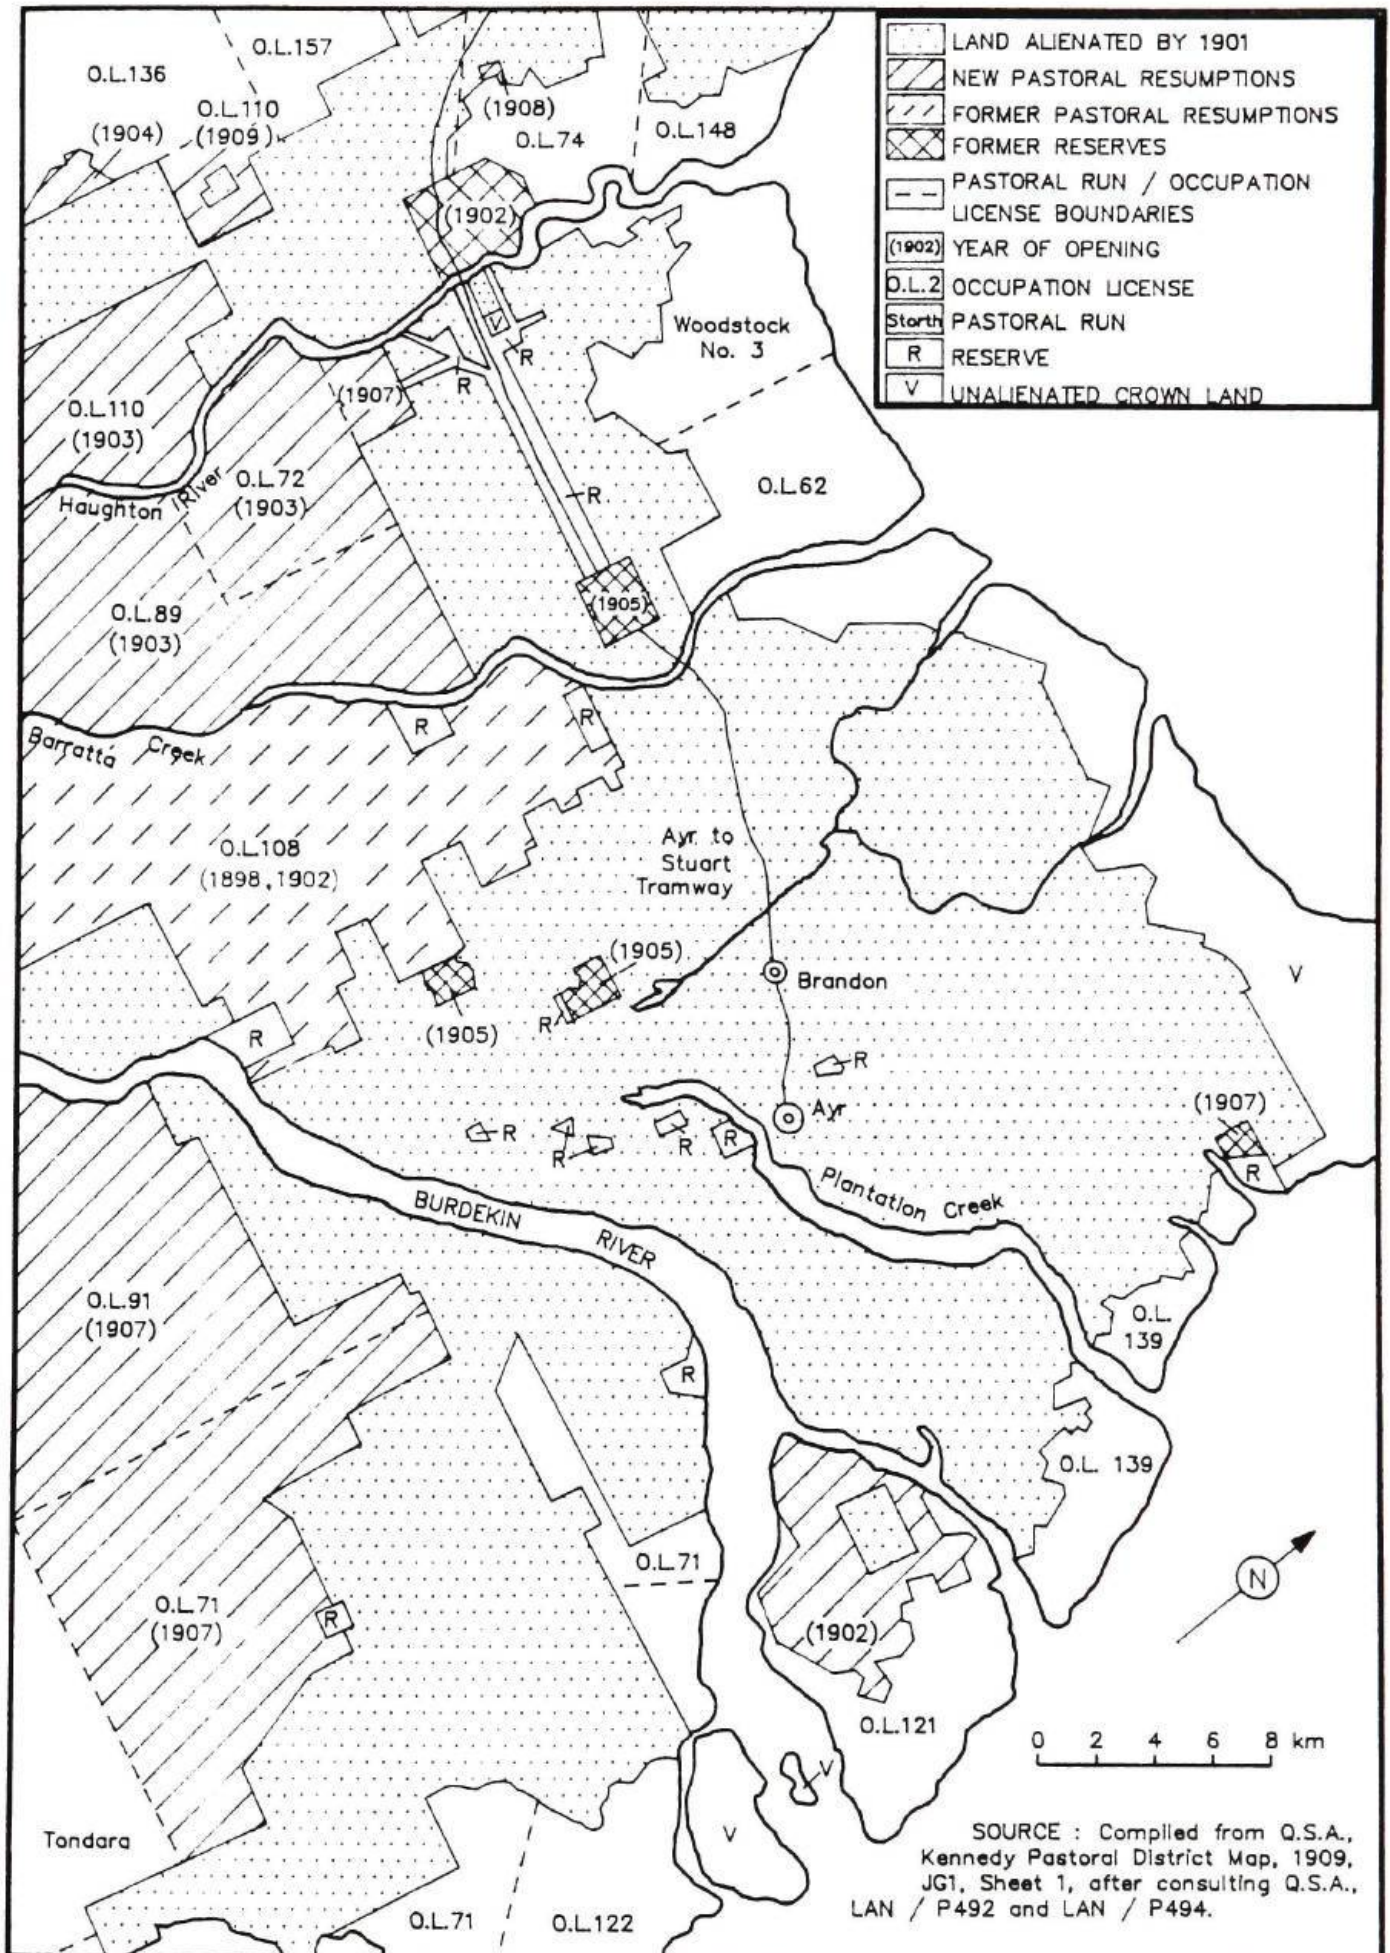 LAND ALIENATED BY 1901
NEW PASTORAL RESUMPTIONS
FORMER PASTORAL RESUMPTIONS
FORMER RESERVES
PASTORAL RUN / OCCUPATION
LICENSE BOUNDARIES
(1902) YEAR OF OPENING
O.L.2 OCCUPATION LICENSE
Storth PASTORAL RUN
R RESERVE
V UNALIENATED CROWN LAND
O.L.157
O.L.136
O.L.110
(1909)
(1904)
(1908)
O.L.74
O.L.148
(1902)
V
R
R
Woodstock
No. 3
(1907)
O.L.110
(1903)
O.L.72
(1903)
Haughton River
R
O.L.62
O.L.89
(1903)
(1905)
R
R
Barratta Creek
O.L.108
(1898,1902)
Ayr to
Stuart
Tramway
(1905)
(1905)
R
Brandon
V
R
R
Ayr
(1907)
R
R
R
R
R
Plantation Creek
BURDEKIN RIVER
O.L.91
(1907)
O.L.
139
R
O.L. 139
O.L.71
O.L.71
(1907)
R
(1902)
N
O.L.121
V
V
0 2 4 6 8 km
Tondara
O.L.71
O.L.122
SOURCE : Compiled from Q.S.A.,
Kennedy Pastoral District Map, 1909,
JG1, Sheet 1, after consulting Q.S.A.,
LAN / P492 and LAN / P494.